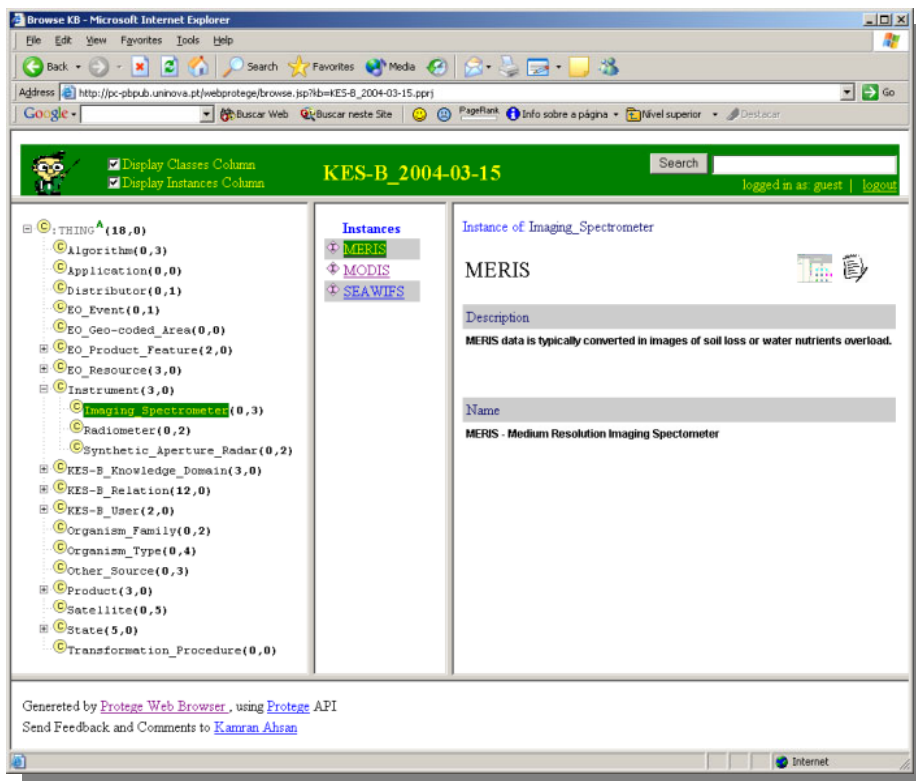 Browse KB - Microsoft Internet Explorer
File Edit View Favorites Tools Help
Back Search Favorites Media
Address http://pc-pbpub.uninova.pt/webprotege/browse.jsp?kb=KES-B_2004-03-15.pprj Go
Google Buscar Web Buscar neste Site PageRank Info sobre a página Nível superior Destacar
Display Classes Column
Display Instances Column
KES-B_2004-03-15
Search
logged in as: guest | logout
:THING A (18,0)
Algorithm(0,3)
Application(0,0)
Distributor(0,1)
EO_Event(0,1)
EO_Geo-coded_Area(0,0)
EO_Product_Feature(2,0)
EO_Resource(3,0)
Instrument(3,0)
Imaging_Spectrometer(0,3)
Radiometer(0,2)
Synthetic_Aperture_Radar(0,2)
KES-B_Knowledge_Domain(3,0)
KES-B_Relation(12,0)
KES-B_User(2,0)
Organism_Family(0,2)
Organism_Type(0,4)
Other_Source(0,3)
Product(3,0)
Satellite(0,5)
State(5,0)
Transformation_Procedure(0,0)
Instances
MERIS
MODIS
SEAWIFS
Instance of: Imaging_Spectrometer
MERIS
Description
MERIS data is typically converted in images of soil loss or water nutrients overload.
Name
MERIS - Medium Resolution Imaging Spectometer
Genereted by Protege Web Browser , using Protege API
Send Feedback and Comments to Kamran Ahsan
Internet